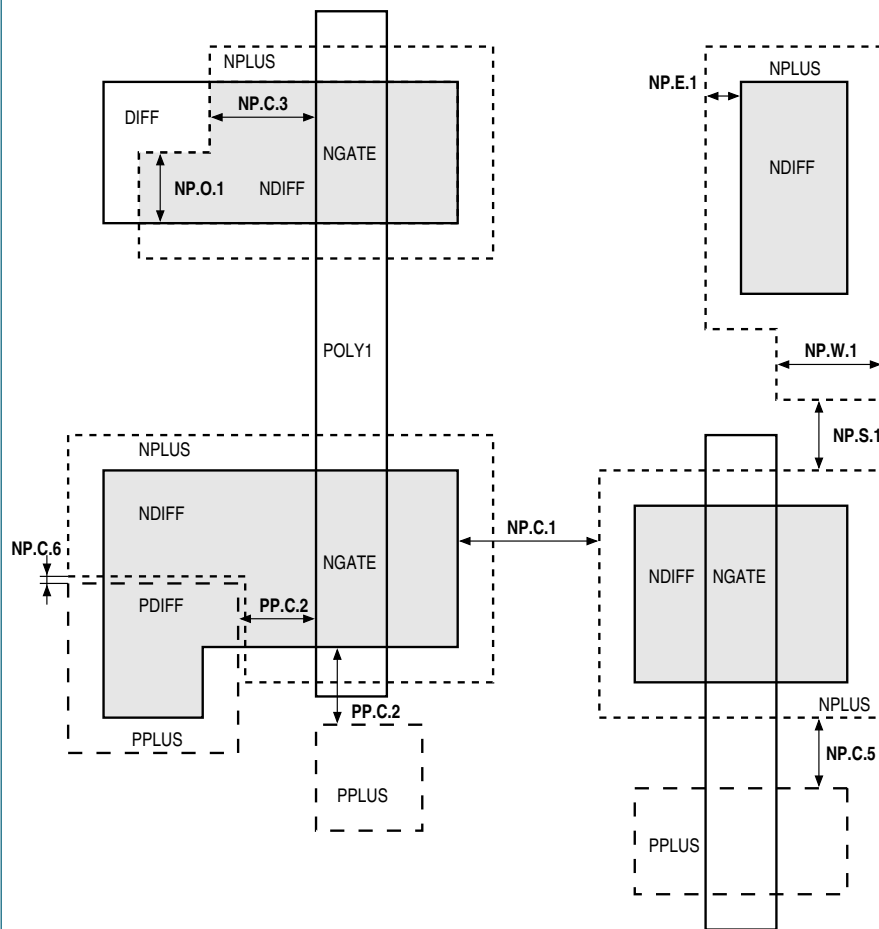 NPLUS
NPLUS
NP.E.1
NP.C.3
DIFF
NGATE
NP.O.1
NDIFF
NDIFF
POLY1
NP.W.1
NPLUS
NP.S.1
NDIFF
NP.C.1
NP.C.6
NGATE
NDIFF
NGATE
PDIFF
PP.C.2
NPLUS
PP.C.2
PPLUS
NP.C.5
PPLUS
PPLUS